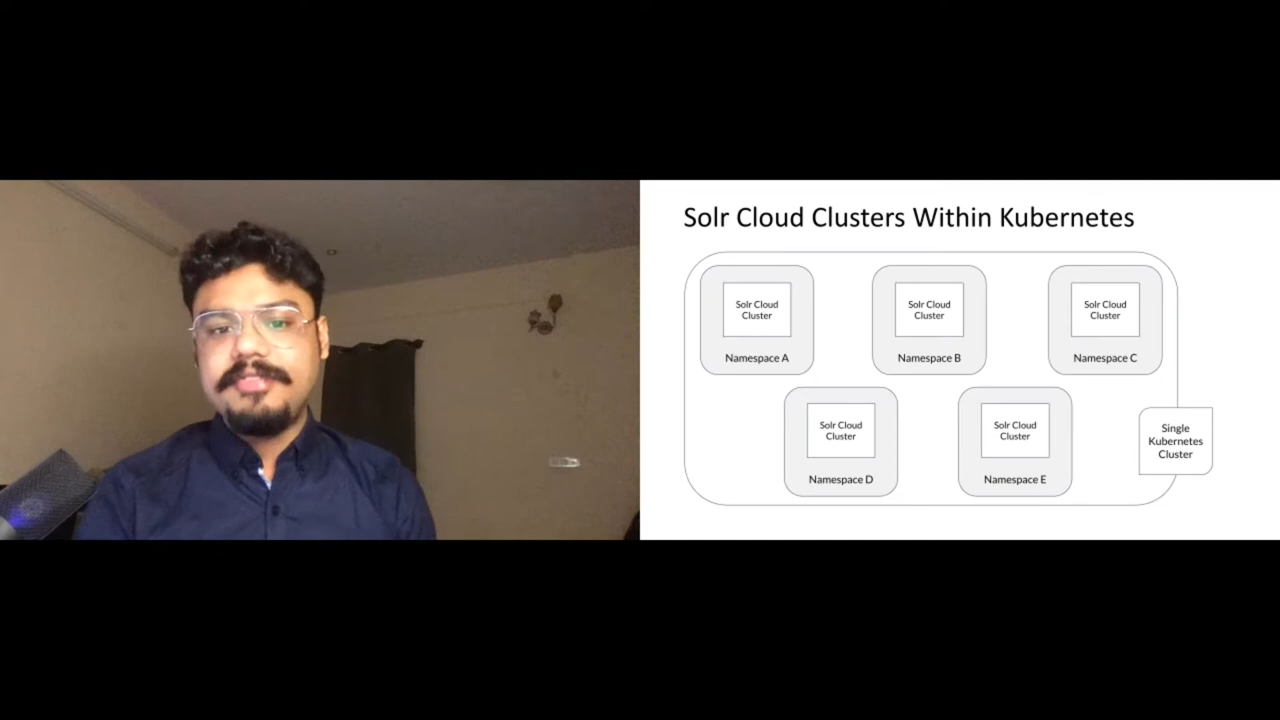 Solr Cloud Clusters Within Kubernetes
Solr Cloud
Cluster
Namespace A
Solr Cloud
Cluster
Namespace B
Solr Cloud
Cluster
Namespace C
Solr Cloud
Cluster
Namespace D
Solr Cloud
Cluster
Namespace E
Single
Kubernetes
Cluster